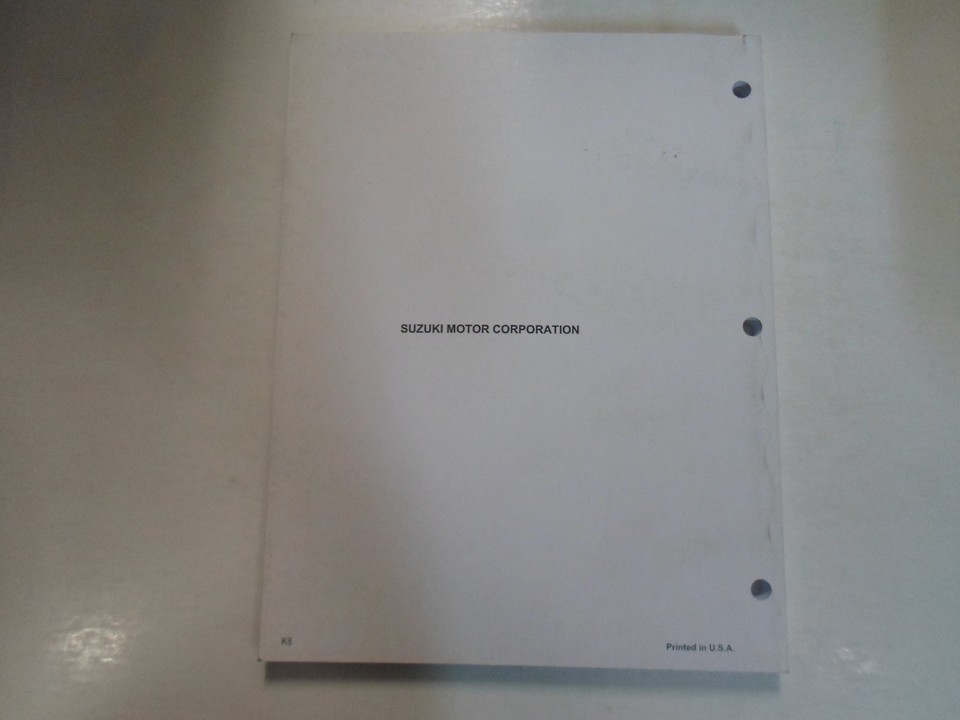 SUZUKI MOTOR CORPORATION
K8
Printed in U.S.A.